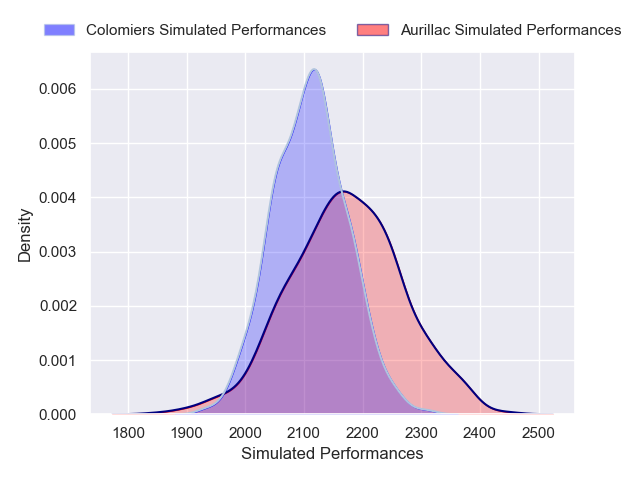 Colomiers Simulated Performances
Aurillac Simulated Performances
0.006
0.005
0.004
0.003
0.002
0.001
0.000
Density
1800 1900 2000 2100 2200 2300 2400 2500
Simulated Performances